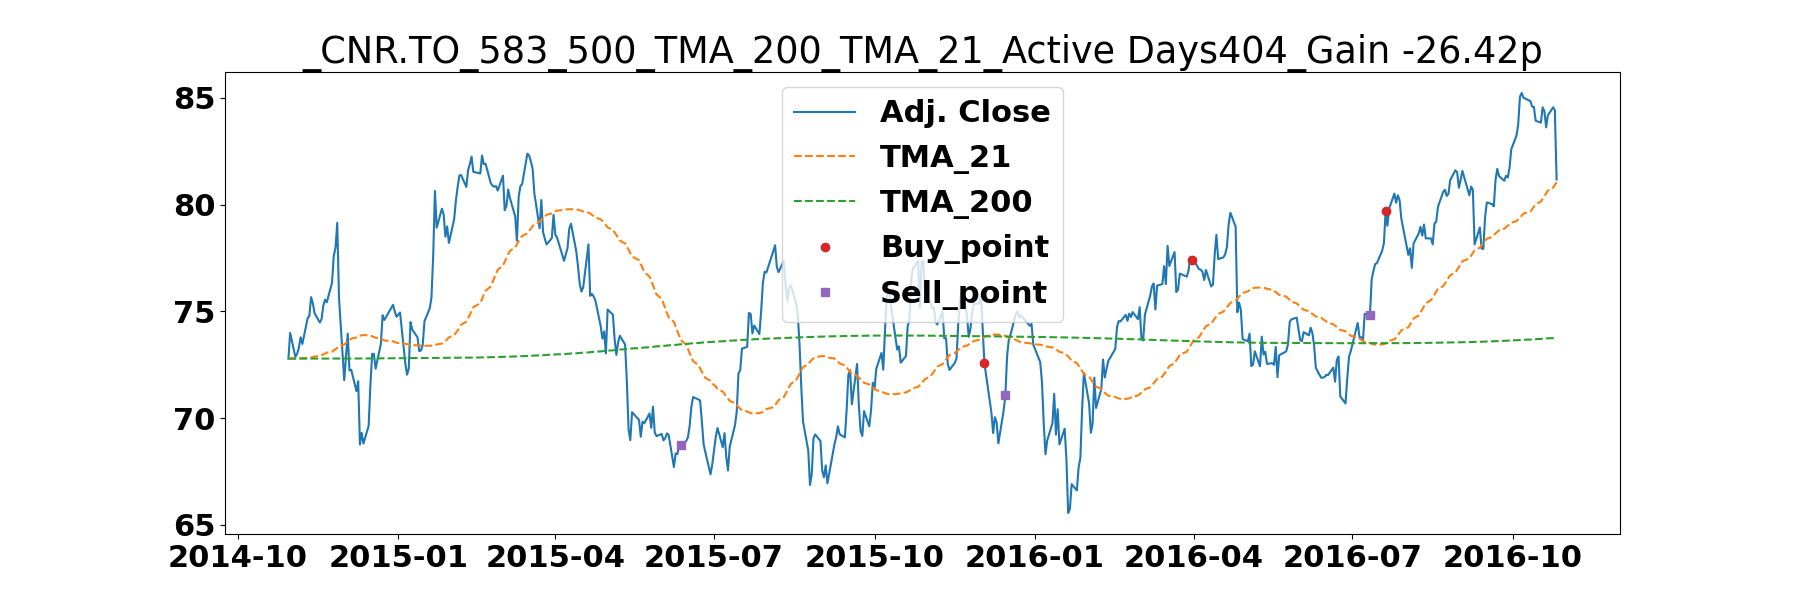 _CNR.TO_583_500_TMA_200_TMA_21_Active Days404_Gain -26.42p
85
80
75
70
65
Adj. Close
TMA_21
TMA_200
Buy_point
Sell_point
2014-10 2015-01 2015-04 2015-07 2015-10 2016-01 2016-04 2016-07 2016-10